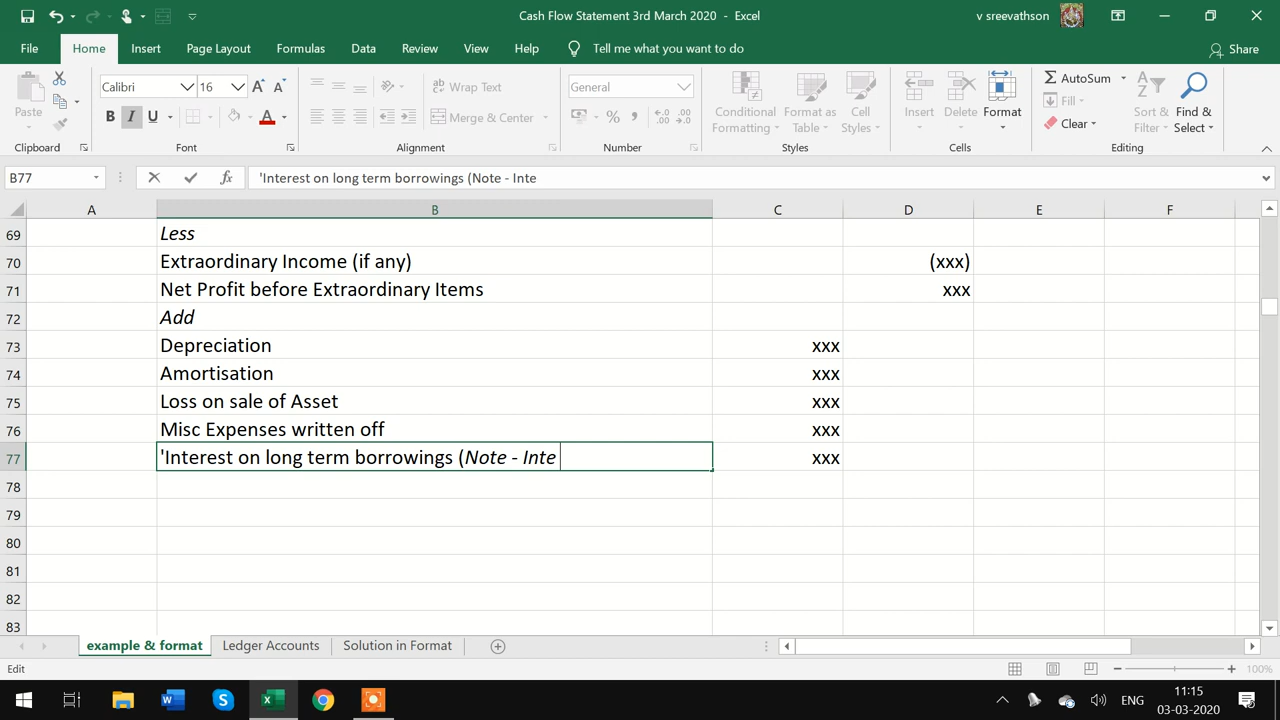 Cash Flow Statement 3rd March 2020 - Excel
v sreevathson
File Home Insert Page Layout Formulas Data Review View Help Tell me what you want to do Share
Paste
Calibri 16 A A
B I U A
ab Wrap Text
Merge & Center
General
% , .0 .00 .00 .0
Conditional Formatting
Format as Table
Cell Styles
Insert Delete Format
AutoSum
Fill
Clear
Sort & Filter
Find & Select
Clipboard Font Alignment Number Styles Cells Editing
B77 fx 'Interest on long term borrowings (Note - Inte
A B C D E F
69 Less
70 Extraordinary Income (if any) (xxx)
71 Net Profit before Extraordinary Items xxx
72 Add
73 Depreciation xxx
74 Amortisation xxx
75 Loss on sale of Asset xxx
76 Misc Expenses written off xxx
77 'Interest on long term borrowings (Note - Inte xxx
78
79
80
81
82
83
example & format Ledger Accounts Solution in Format
Edit 100%
ENG 11:15
03-03-2020